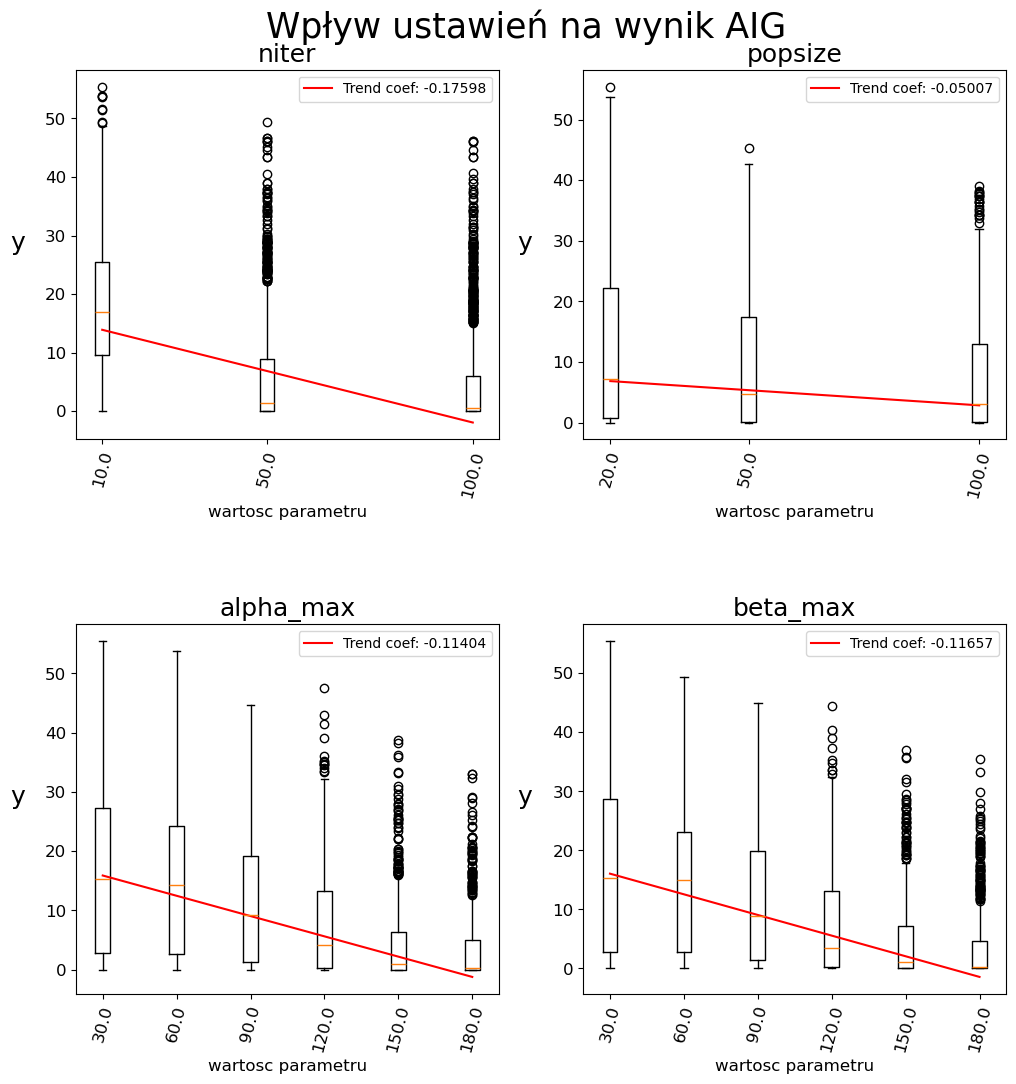 Wpływ ustawień na wynik AIG
niter
Trend coef: -0.17598
y
50
40
30
20
10
0
10.0
50.0
100.0
wartosc parametru
popsize
Trend coef: -0.05007
y
50
40
30
20
10
0
20.0
50.0
100.0
wartosc parametru
alpha_max
Trend coef: -0.11404
y
50
40
30
20
10
0
30.0
60.0
90.0
120.0
150.0
180.0
wartosc parametru
beta_max
Trend coef: -0.11657
y
50
40
30
20
10
0
30.0
60.0
90.0
120.0
150.0
180.0
wartosc parametru